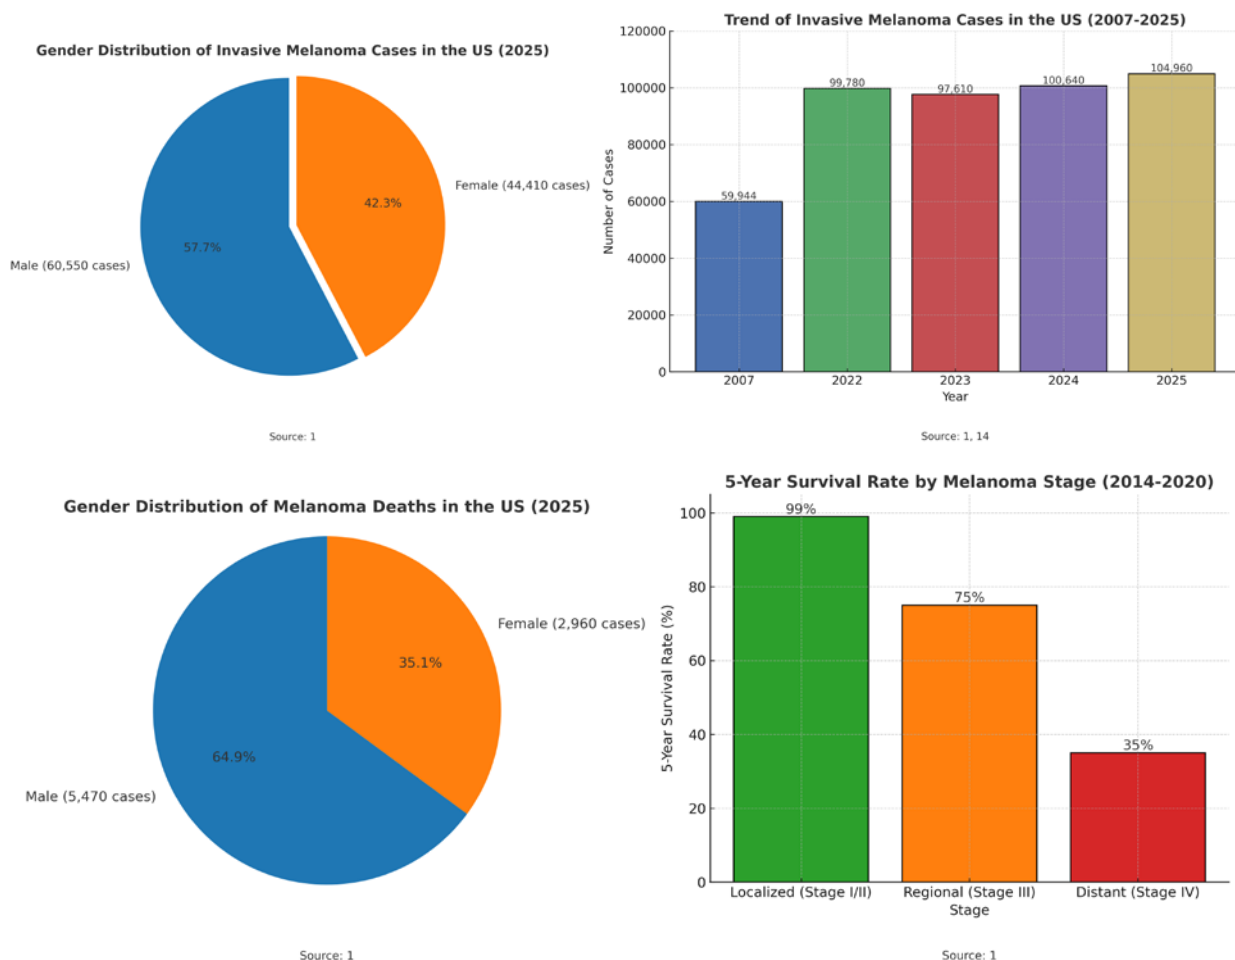 Gender Distribution of Invasive Melanoma Cases in the US (2025)
Female (44,410 cases)
42.3%
57.7%
Male (60,550 cases)
Source: 1
Trend of Invasive Melanoma Cases in the US (2007-2025)
120000
100000
80000
60000
40000
20000
0
Number of Cases
59,944
99,780
97,610
100,640
104,960
2007 2022 2023 2024 2025
Year
Source: 1, 14
Gender Distribution of Melanoma Deaths in the US (2025)
Female (2,960 cases)
35.1%
64.9%
Male (5,470 cases)
Source: 1
5-Year Survival Rate by Melanoma Stage (2014-2020)
100
80
60
40
20
0
5-Year Survival Rate (%)
99%
75%
35%
Localized (Stage I/II) Regional (Stage III) Distant (Stage IV)
Stage
Source: 1